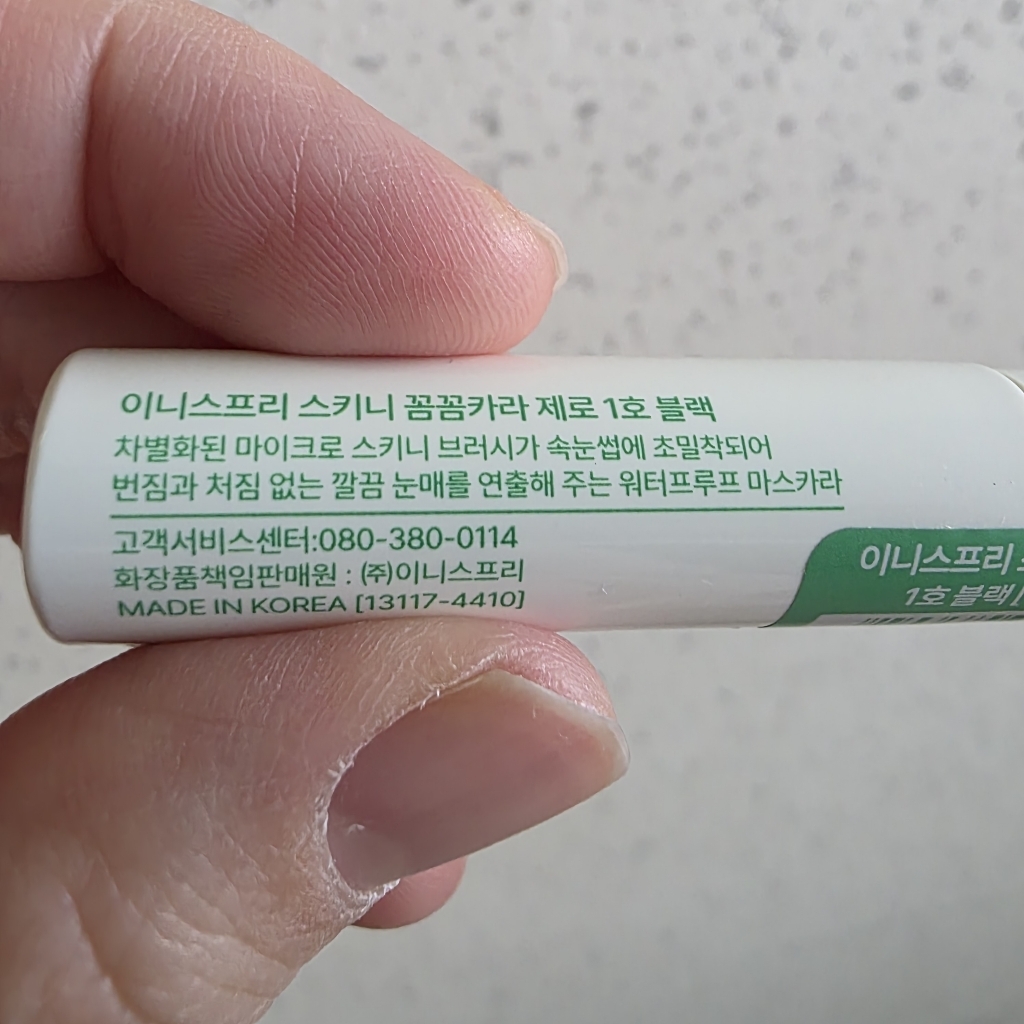 이니스프리 스키니 꼼꼼카라 제로 1호 블랙
차별화된 마이크로 스키니 브러시가 속눈썹에 초밀착되어
번짐과 처짐 없는 깔끔 눈매를 연출해 주는 워터프루프 마스카라
고객서비스센터:080-380-0114
화장품책임판매원 : (주)이니스프리
MADE IN KOREA [13117-4410]
이니스프리
1호 블랙